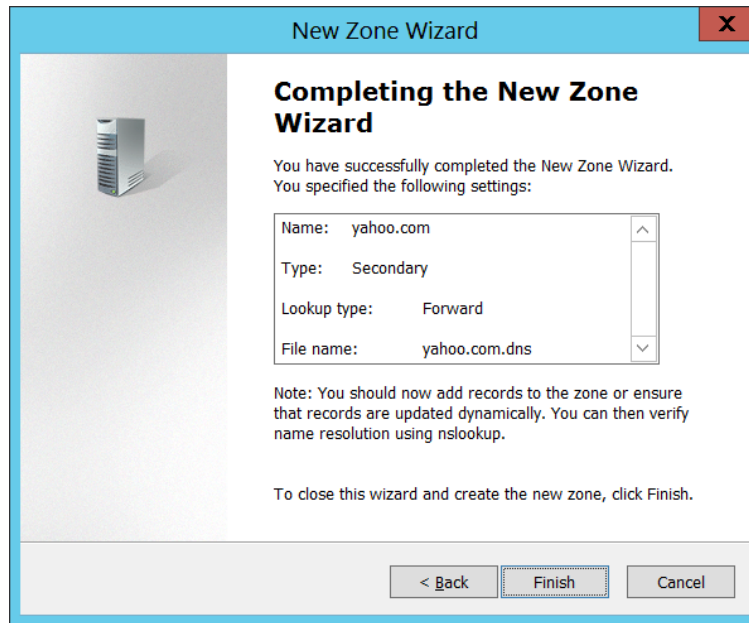 New Zone Wizard
X
Completing the New Zone
Wizard
You have successfully completed the New Zone Wizard.
You specified the following settings:
Name: yahoo.com
Type: Secondary
Lookup type: Forward
File name: yahoo.com.dns
Note: You should now add records to the zone or ensure
that records are updated dynamically. You can then verify
name resolution using nslookup.
To close this wizard and create the new zone, click Finish.
< Back Finish Cancel